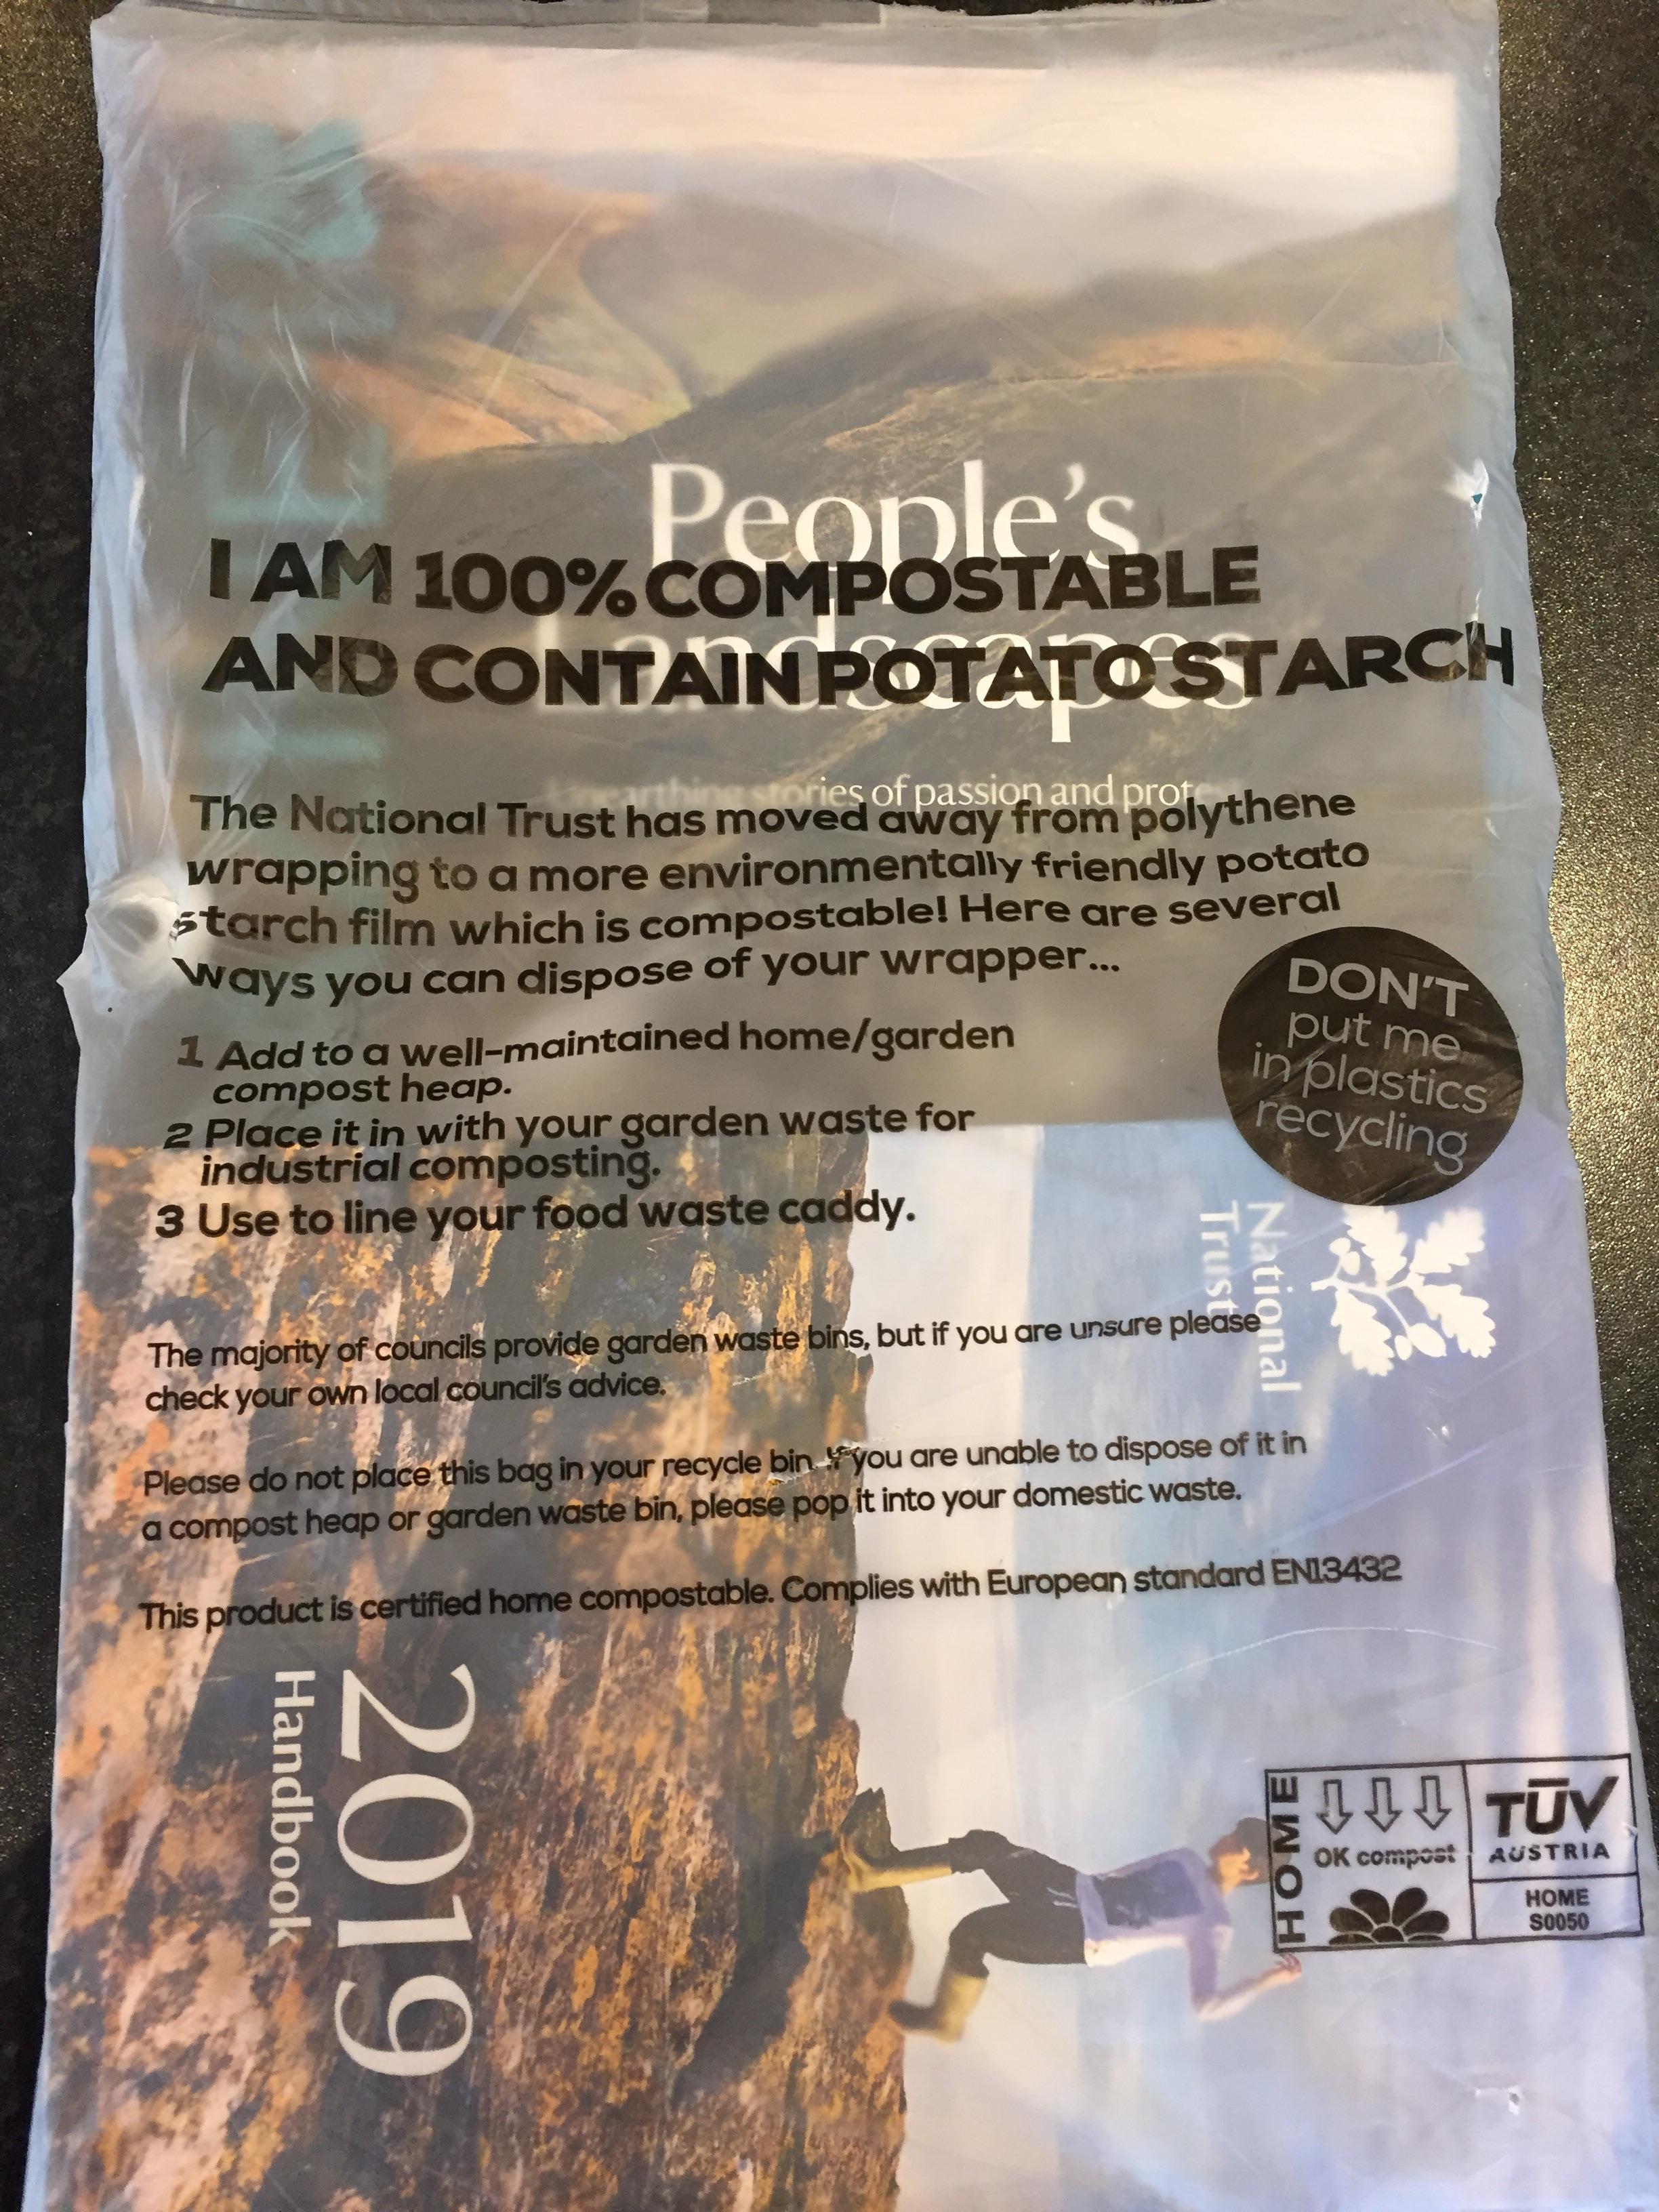 People's
Landscapes
I AM 100% COMPOSTABLE
AND CONTAIN POTATO STARCH
stories of passion and
The National Trust has moved away from polythene
wrapping to a more environmentally friendly potato
starch film which is compostable! Here are several
ways you can dispose of your wrapper...
DON'T
put me
in plastics
recycling
1 Add to a well-maintained home/garden
compost heap.
2 Place it in with your garden waste for
industrial composting.
3 Use to line your food waste caddy.
National
Trust
The majority of councils provide garden waste bins, but if you are unsure please
check your own local council's advice.
Please do not place this bag in your recycle bin. If you are unable to dispose of it in
a compost heap or garden waste bin, please pop it into your domestic waste.
This product is certified home compostable. Complies with European standard EN13432
2019
Handbook
HOME
OK compost
TÜV
AUSTRIA
HOME
S0050